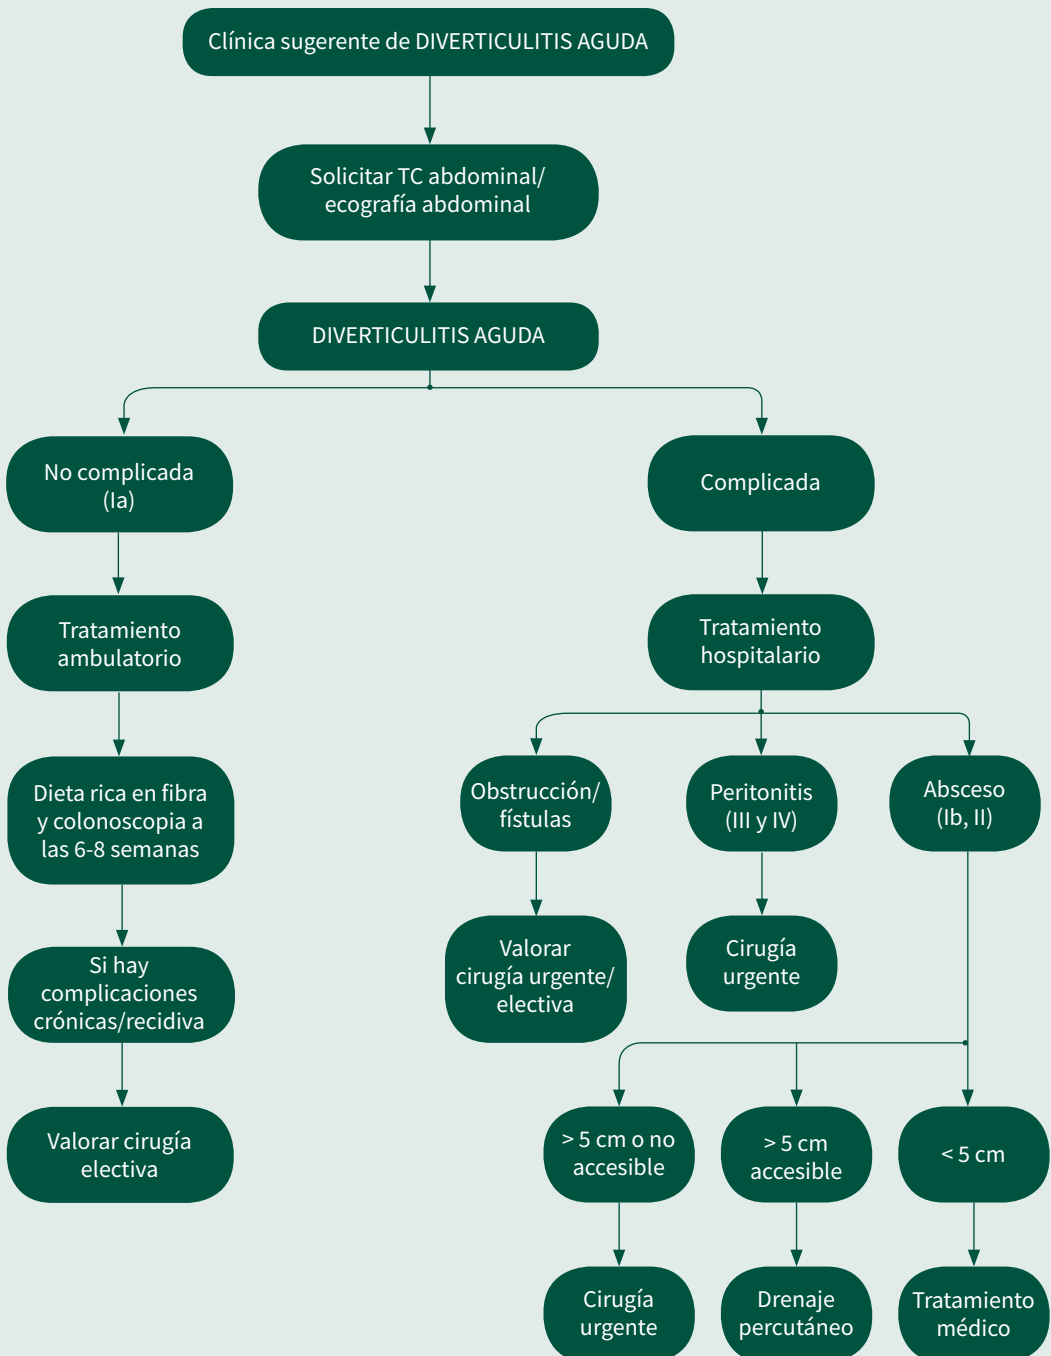 Clínica sugerente de DIVERTICULITIS AGUDA
Solicitar TC abdominal/
ecografía abdominal
DIVERTICULITIS AGUDA
No complicada
(Ia)
Complicada
Tratamiento
ambulatorio
Tratamiento
hospitalario
Dieta rica en fibra
y colonoscopia a
las 6-8 semanas
Obstrucción/
fístulas
Peritonitis
(III y IV)
Absceso
(Ib, II)
Si hay
complicaciones
crónicas/recidiva
Valorar
cirugía urgente/
electiva
Cirugía
urgente
Valorar cirugía
electiva
> 5 cm o no
accesible
> 5 cm
accesible
< 5 cm
Cirugía
urgente
Drenaje
percutáneo
Tratamiento
médico